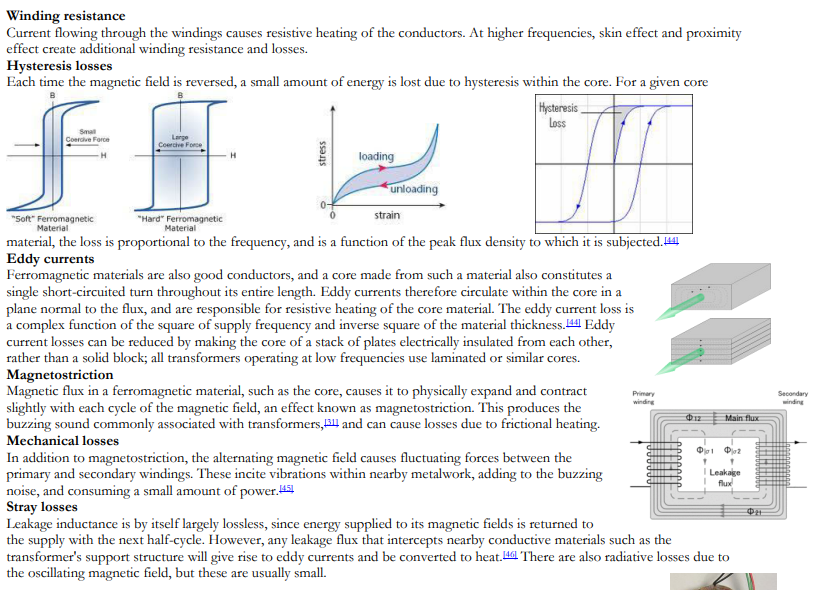 Winding resistance
Current flowing through the windings causes resistive heating of the conductors. At higher frequencies, skin effect and proximity
effect create additional winding resistance and losses.
Hysteresis losses
Each time the magnetic field is reversed, a small amount of energy is lost due to hysteresis within the core. For a given core
B
Small
Coercive Force
H
"Soft" Ferromagnetic
Material
B
Large
Coercive Force
H
"Hard" Ferromagnetic
Material
stress
loading
unloading
0
0
strain
Hysteresis
Loss
material, the loss is proportional to the frequency, and is a function of the peak flux density to which it is subjected.[44]
Eddy currents
Ferromagnetic materials are also good conductors, and a core made from such a material also constitutes a
single short-circuited turn throughout its entire length. Eddy currents therefore circulate within the core in a
plane normal to the flux, and are responsible for resistive heating of the core material. The eddy current loss is
a complex function of the square of supply frequency and inverse square of the material thickness.[44] Eddy
current losses can be reduced by making the core of a stack of plates electrically insulated from each other,
rather than a solid block; all transformers operating at low frequencies use laminated or similar cores.
Magnetostriction
Magnetic flux in a ferromagnetic material, such as the core, causes it to physically expand and contract
slightly with each cycle of the magnetic field, an effect known as magnetostriction. This produces the
buzzing sound commonly associated with transformers,[31] and can cause losses due to frictional heating.
Primary
winding
Secondary
winding
Φ12
Main flux
Φσ1
Φσ2
Leakage
flux
Φ21
Mechanical losses
In addition to magnetostriction, the alternating magnetic field causes fluctuating forces between the
primary and secondary windings. These incite vibrations within nearby metalwork, adding to the buzzing
noise, and consuming a small amount of power.[45]
Stray losses
Leakage inductance is by itself largely lossless, since energy supplied to its magnetic fields is returned to
the supply with the next half-cycle. However, any leakage flux that intercepts nearby conductive materials such as the
transformer's support structure will give rise to eddy currents and be converted to heat.[46] There are also radiative losses due to
the oscillating magnetic field, but these are usually small.